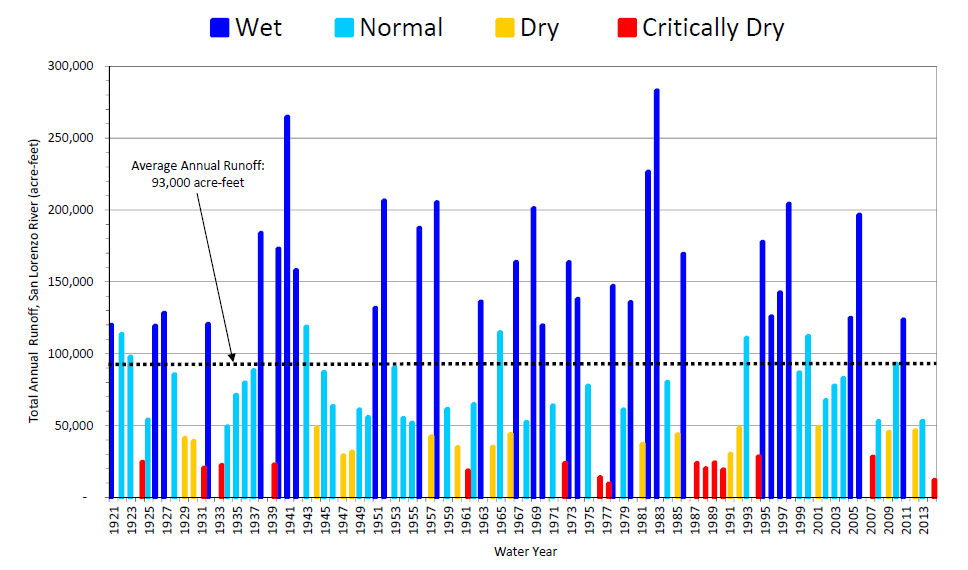 Wet Normal Dry Critically Dry
Total Annual Runoff, San Lorenzo River (acre-feet)
300,000
250,000
200,000
150,000
100,000
50,000
-
Average Annual Runoff:
93,000 acre-feet
1921 1923 1925 1927 1929 1931 1933 1935 1937 1939 1941 1943 1945 1947 1949 1951 1953 1955 1957 1959 1961 1963 1965 1967 1969 1971 1973 1975 1977 1979 1981 1983 1985 1987 1989 1991 1993 1995 1997 1999 2001 2003 2005 2007 2009 2011 2013
Water Year